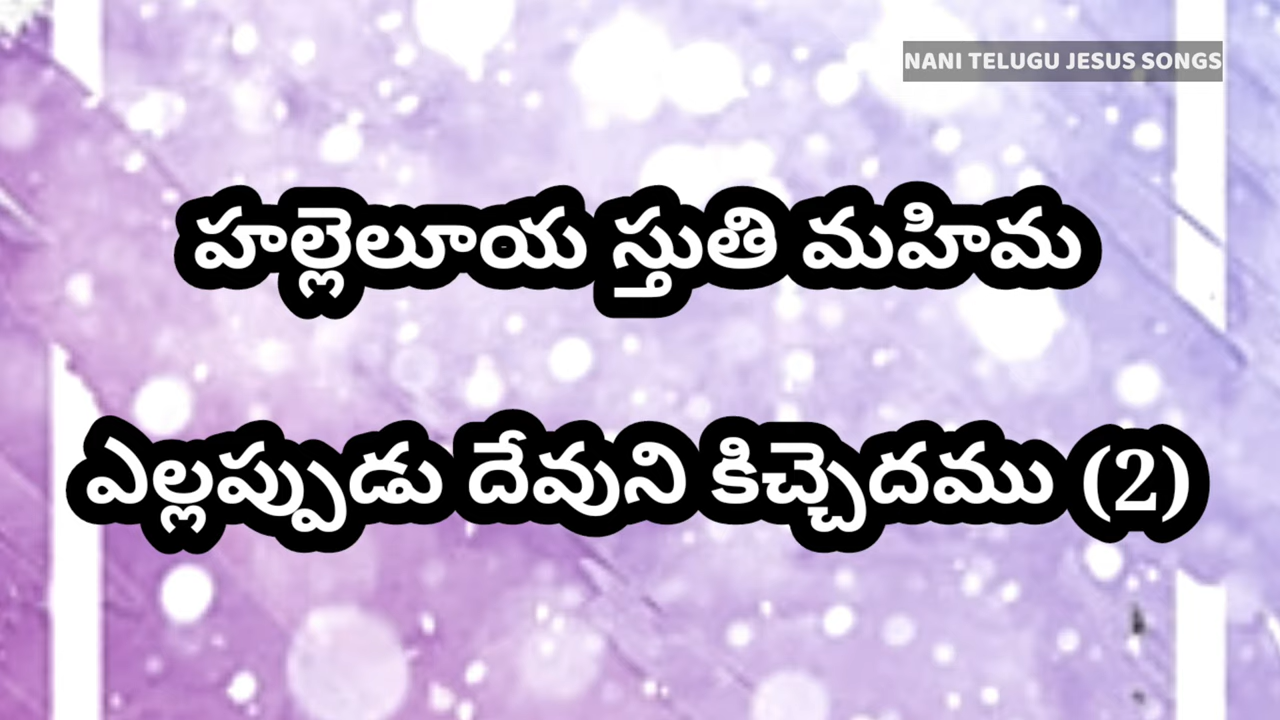 NANI TELUGU JESUS SONGS
హల్లెలూయ స్తుతి మహిమ
ఎల్లప్పుడు దేవుని కిచ్చెదము (2)